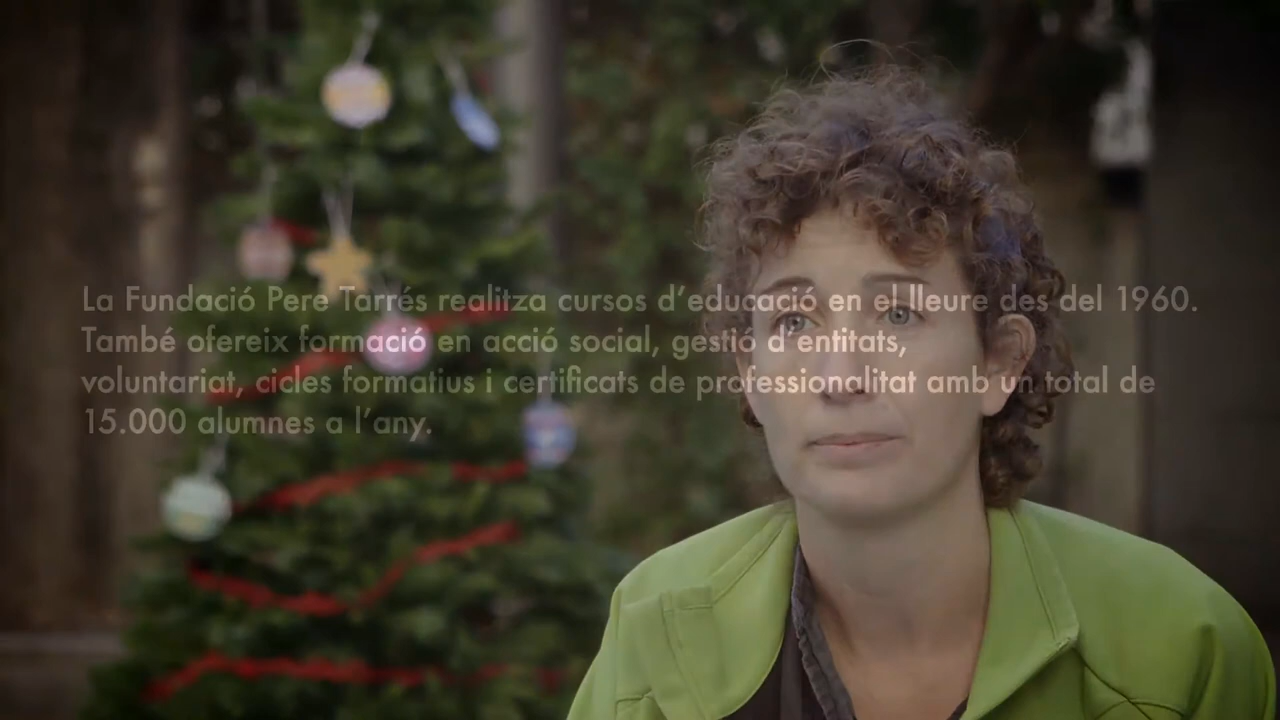 La Fundació Pere Tarrés realitza cursos d'educació en el lleure des del 1960.
També ofereix formació en acció social, gestió d'entitats,
voluntariat, cicles formatius i certificats de professionalitat amb un total de
15.000 alumnes a l'any.